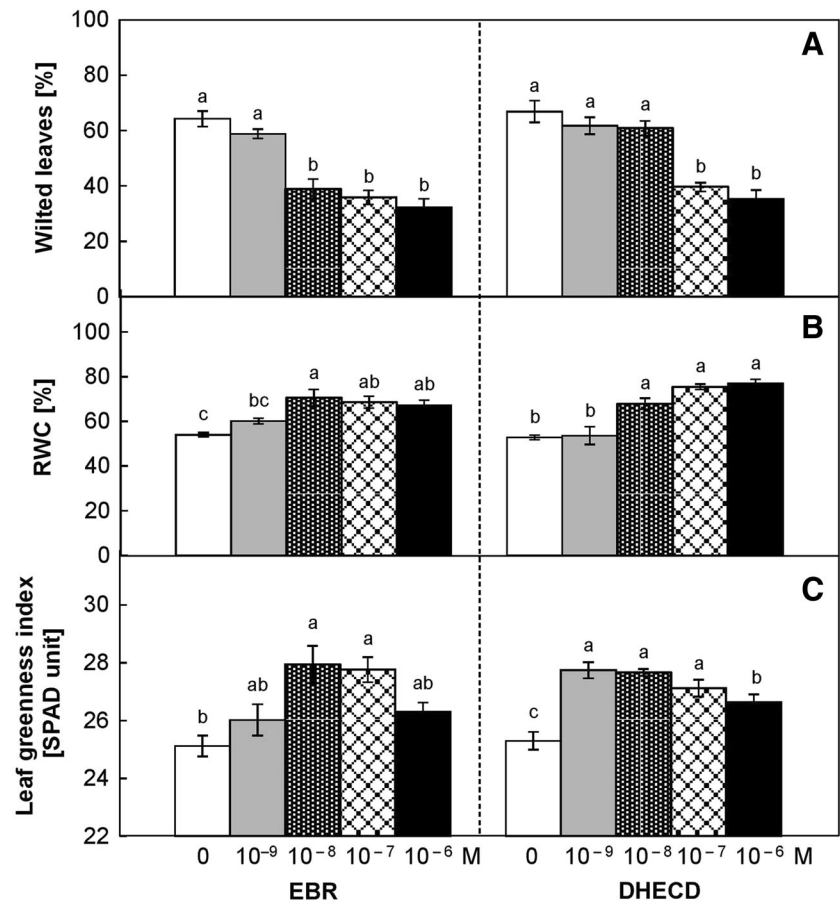 A
Wilted leaves [%]
100
80
60
40
20
0
a
a
b
b
b
a
a
a
b
b
B
RWC [%]
100
80
60
40
20
0
c
bc
a
ab
ab
b
b
a
a
a
C
Leaf greenness index
[SPAD unit]
30
28
26
24
22
b
ab
a
a
ab
c
a
a
a
b
0 10⁻⁹ 10⁻⁸ 10⁻⁷ 10⁻⁶ M 0 10⁻⁹ 10⁻⁸ 10⁻⁷ 10⁻⁶ M
EBR DHECD